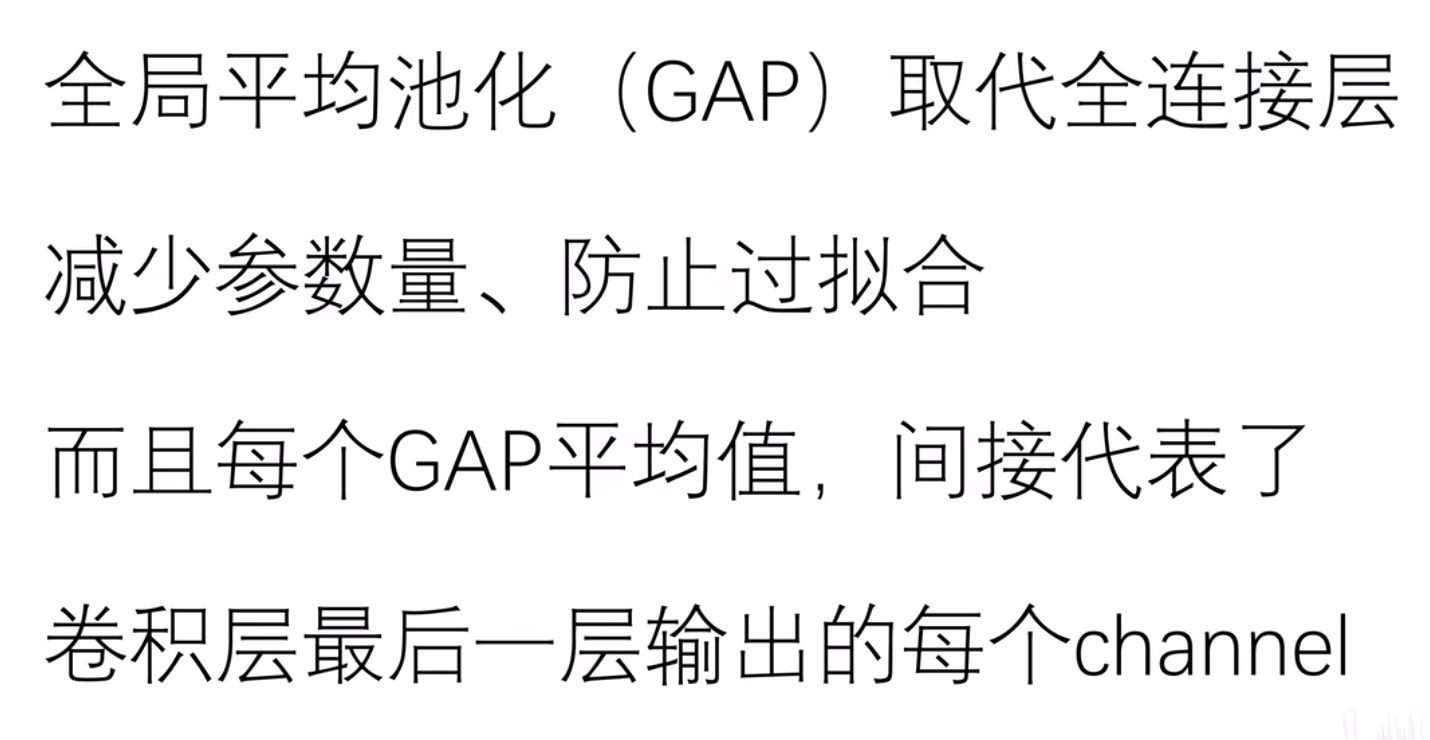 全局平均池化（GAP）取代全连接层
减少参数量、防止过拟合
而且每个GAP平均值，间接代表了
卷积层最后一层输出的每个channel